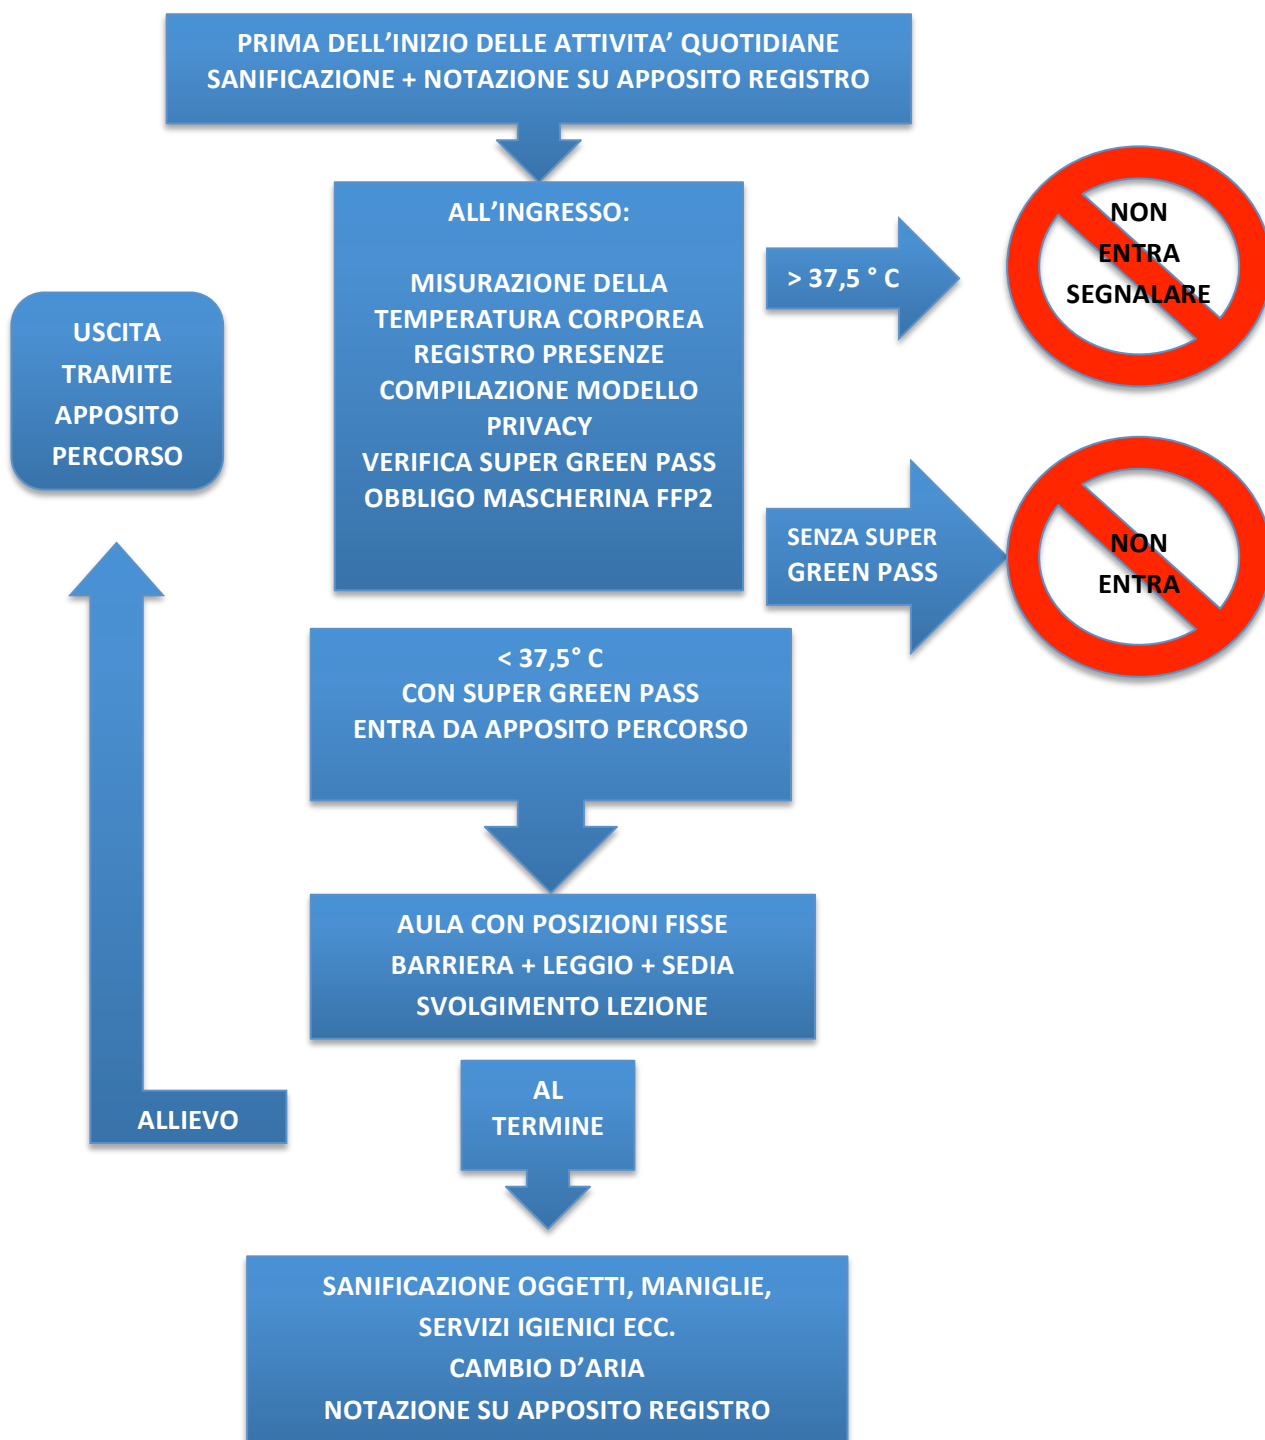 PRIMA DELL’INIZIO DELLE ATTIVITA’ QUOTIDIANE
SANIFICAZIONE + NOTAZIONE SU APPOSITO REGISTRO
ALL’INGRESSO:
MISURAZIONE DELLA
TEMPERATURA CORPOREA
REGISTRO PRESENZE
COMPILAZIONE MODELLO
PRIVACY
VERIFICA SUPER GREEN PASS
OBBLIGO MASCHERINA FFP2
> 37,5 ° C
NON
ENTRA
SEGNALARE
SENZA SUPER
GREEN PASS
NON
ENTRA
USCITA
TRAMITE
APPOSITO
PERCORSO
< 37,5° C
CON SUPER GREEN PASS
ENTRA DA APPOSITO PERCORSO
AULA CON POSIZIONI FISSE
BARRIERA + LEGGIO + SEDIA
SVOLGIMENTO LEZIONE
ALLIEVO
AL
TERMINE
SANIFICAZIONE OGGETTI, MANIGLIE,
SERVIZI IGIENICI ECC.
CAMBIO D’ARIA
NOTAZIONE SU APPOSITO REGISTRO